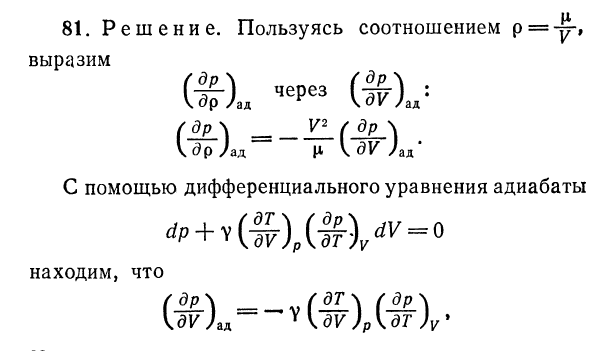 81. Решение. Пользуясь соотношением ρ = μ/V,
выразим
(∂p/∂ρ)ад через (∂p/∂V)ад:
(∂p/∂ρ)ад = − V²/μ (∂p/∂V)ад.
С помощью дифференциального уравнения адиабаты
dp + γ (∂T/∂V)p (∂p/∂T)V dV = 0
находим, что
(∂p/∂V)ад = − γ (∂T/∂V)p (∂p/∂T)V,